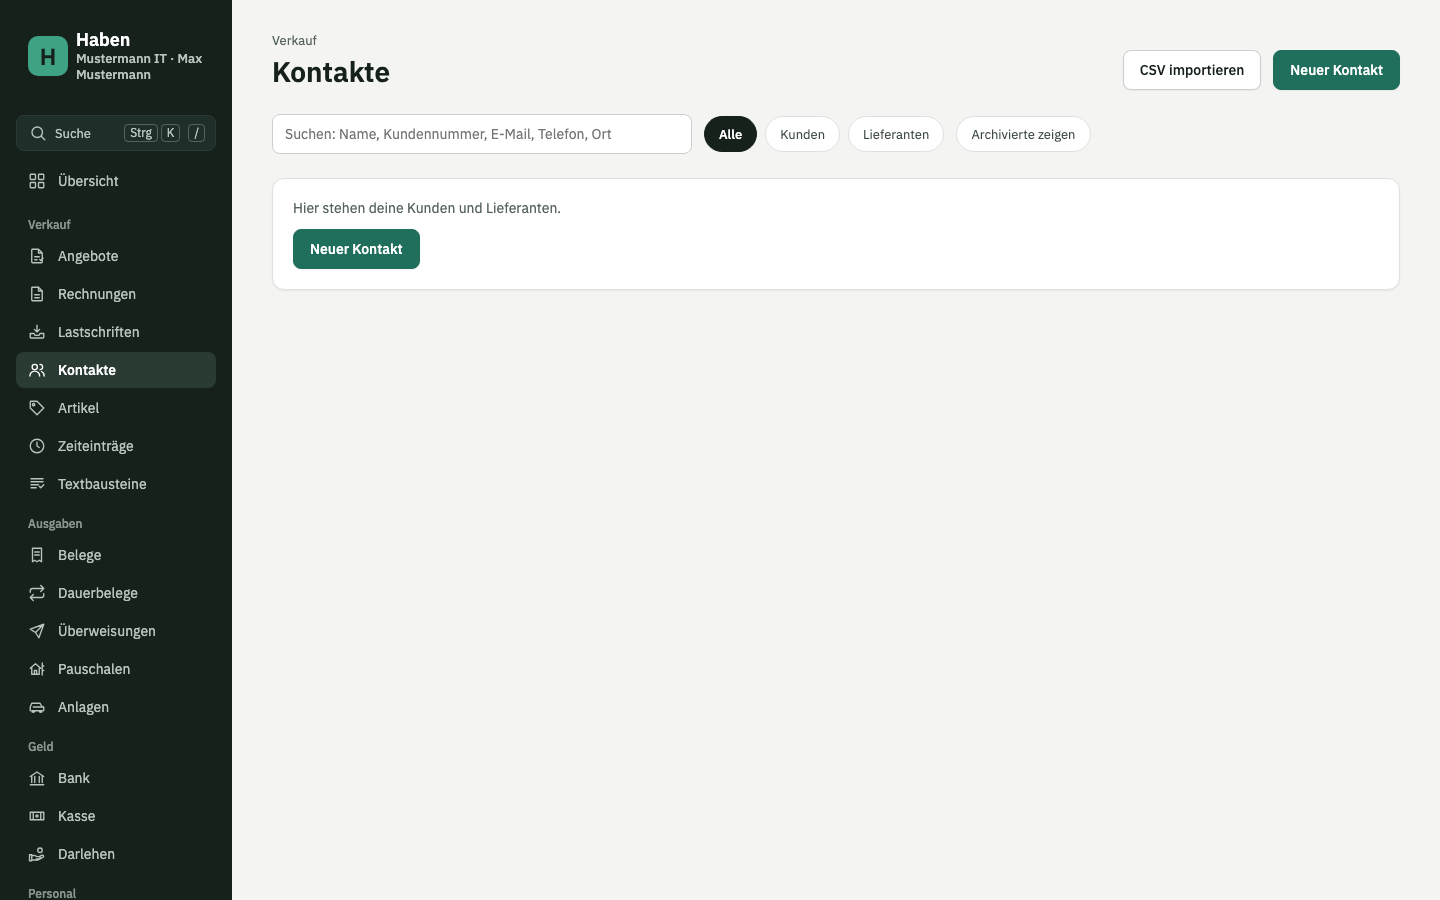 H
Haben
Mustermann IT · Max
Mustermann
Suche Strg K /
Übersicht
Verkauf
Angebote
Rechnungen
Lastschriften
Kontakte
Artikel
Zeiteinträge
Textbausteine
Ausgaben
Belege
Dauerbelege
Überweisungen
Pauschalen
Anlagen
Geld
Bank
Kasse
Darlehen
Personal
Verkauf
Kontakte
CSV importieren
Neuer Kontakt
Suchen: Name, Kundennummer, E-Mail, Telefon, Ort
Alle
Kunden
Lieferanten
Archivierte zeigen
Hier stehen deine Kunden und Lieferanten.
Neuer Kontakt